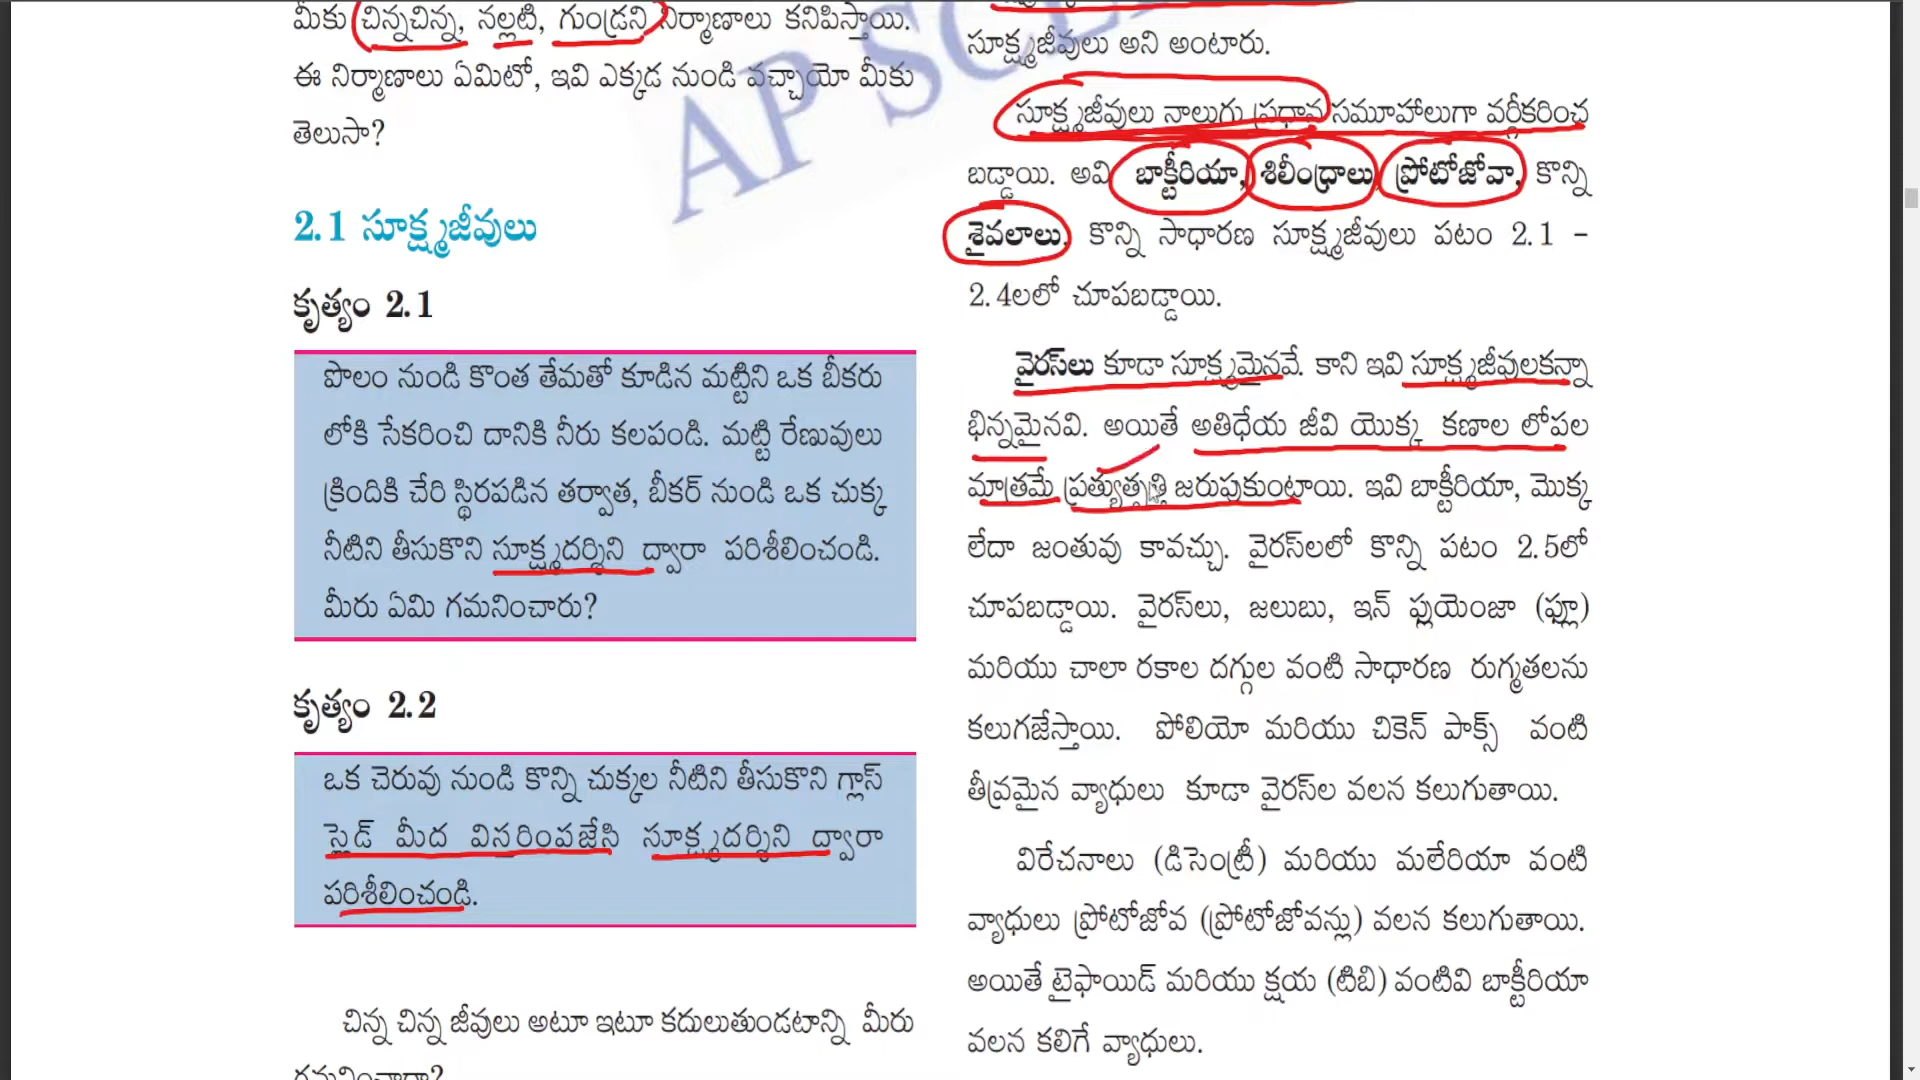 మీకు చిన్నచిన్న, నల్లటి, గుండ్రని నిర్మాణాలు కనిపిస్తాయి.
ఈ నిర్మాణాలు ఏమిటో, ఇవి ఎక్కడ నుండి వచ్చాయో మీకు
తెలుసా?
2.1 సూక్ష్మజీవులు
కృత్యం 2.1
పొలం నుండి కొంత తేమతో కూడిన మట్టిని ఒక బీకరు
లోకి సేకరించి దానికి నీరు కలపండి. మట్టి రేణువులు
క్రిందికి చేరి స్థిరపడిన తర్వాత, బీకర్ నుండి ఒక చుక్క
నీటిని తీసుకొని సూక్ష్మదర్శిని ద్వారా పరిశీలించండి.
మీరు ఏమి గమనించారు?
కృత్యం 2.2
ఒక చెరువు నుండి కొన్ని చుక్కల నీటిని తీసుకొని గ్లాస్
స్లైడ్ మీద విస్తరింపజేసి సూక్ష్మదర్శిని ద్వారా
పరిశీలించండి.
చిన్న చిన్న జీవులు అటూ ఇటూ కదులుతుండటాన్ని మీరు
గమనించారా?
సూక్ష్మజీవులు అని అంటారు.
సూక్ష్మజీవులు నాలుగు ప్రధాన సమూహాలుగా వర్గీకరించ
బడ్డాయి. అవి బాక్టీరియా, శిలీంధ్రాలు, ప్రోటోజోవా, కొన్ని
శైవలాలు. కొన్ని సాధారణ సూక్ష్మజీవులు పటం 2.1 -
2.4లలో చూపబడ్డాయి.
వైరస్‌లు కూడా సూక్ష్మమైనవే. కాని ఇవి సూక్ష్మజీవులకన్నా
భిన్నమైనవి. అయితే అతిధేయ జీవి యొక్క కణాల లోపల
మాత్రమే ప్రత్యుత్పత్తి జరుపుకుంటాయి. ఇవి బాక్టీరియా, మొక్క
లేదా జంతువు కావచ్చు. వైరస్‌లలో కొన్ని పటం 2.5లో
చూపబడ్డాయి. వైరస్‌లు, జలుబు, ఇన్ ఫ్లుయెంజా (ఫ్లూ)
మరియు చాలా రకాల దగ్గుల వంటి సాధారణ రుగ్మతలను
కలుగజేస్తాయి. పోలియో మరియు చికెన్ పాక్స్ వంటి
తీవ్రమైన వ్యాధులు కూడా వైరస్‌ల వలన కలుగుతాయి.
విరేచనాలు (డిసెంట్రీ) మరియు మలేరియా వంటి
వ్యాధులు ప్రోటోజోవ (ప్రోటోజోవన్లు) వలన కలుగుతాయి.
అయితే టైఫాయిడ్ మరియు క్షయ (టిబి) వంటివి బాక్టీరియా
వలన కలిగే వ్యాధులు.